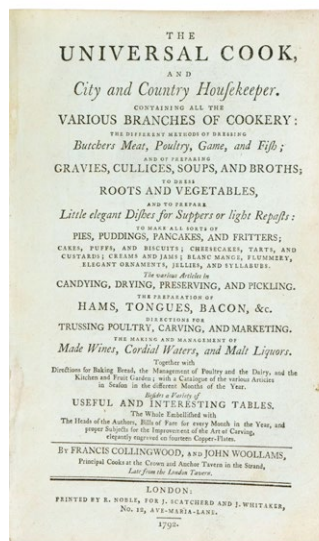 THE
UNIVERSAL COOK,
AND
City and Country Houſekeeper.
CONTAINING ALL THE
VARIOUS BRANCHES OF COOKERY:
THE DIFFERENT METHODS OF DRESSING
Butchers Meat, Poultry, Game, and Fiſh;
AND OF PREPARING
GRAVIES, CULLICES, SOUPS, AND BROTHS;
TO DRESS
ROOTS AND VEGETABLES,
AND TO PREPARE
Little elegant Diſhes for Suppers or light Repaſts:
TO MAKE ALL SORTS OF
PIES, PUDDINGS, PANCAKES, AND FRITTERS;
CAKES, PUFFS, AND BISCUITS; CHEESECAKES, TARTS, AND
CUSTARDS; CREAMS AND JAMS; BLANC MANGE, FLUMMERY,
ELEGANT ORNAMENTS, JELLIES, AND SYLLABUBS.
The various Articles in
CANDYING, DRYING, PRESERVING, AND PICKLING.
THE PREPARATION OF
HAMS, TONGUES, BACON, &c.
DIRECTIONS FOR
TRUSSING POULTRY, CARVING, AND MARKETING.
THE MAKING AND MANAGEMENT OF
Made Wines, Cordial Waters, and Malt Liquors.
Together with
Directions for Baking Bread, the Management of Poultry and the Dairy, and the
Kitchen and Fruit Garden; with a Catalogue of the various Articles
in Seaſon in the different Months of the Year.
Beſides a Variety of
USEFUL AND INTERESTING TABLES.
The Whole Embelliſhed with
The Heads of the Authors, Bills of Fare for every Month in the Year, and
proper Subjects for the Improvement of the Art of Carving,
elegantly engraved on fourteen Copper-Plates.
BY FRANCIS COLLINGWOOD, AND JOHN WOOLLAMS,
Principal Cooks at the Crown and Anchor Tavern in the Strand,
Late from the London Tavern.
LONDON:
PRINTED BY R. NOBLE, FOR J. SCATCHERD AND J. WHITAKER,
No. 12, AVE-MARIA-LANE.
1792.